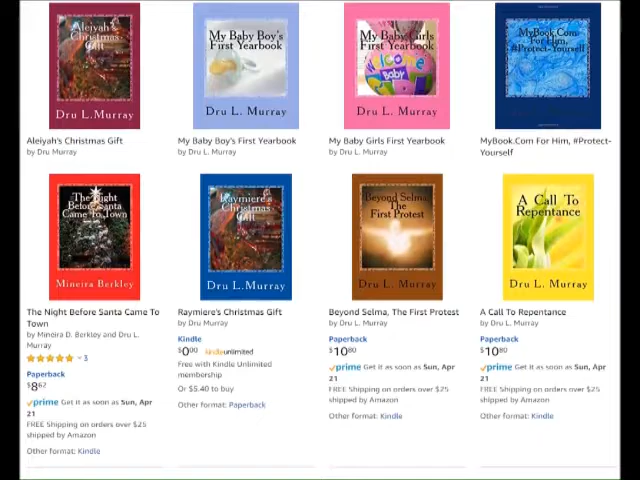 Aleiyah's
Christmas
Gift
Dru L.Murray
My Baby Boy's
First Yearbook
Dru L. Murray
My Baby Girls
First Yearbook
Welcome
Baby
Dru L. Murray
MyBook.Com
For Him,
#Protect-Yourself
Dru L. Murray
Aleiyah's Christmas Gift
by Dru Murray
My Baby Boy's First Yearbook
by Dru L. Murray
My Baby Girls First Yearbook
by Dru L. Murray
MyBook.Com For Him, #Protect-
Yourself
The Night
Before Santa
Came To Town
Mineira Berkley
Raymiere's
Christmas
Gift
Dru L.Murray
Beyond Selma,
The
First Protest
Dru L. Murray
A Call To
Repentance
Dru L. Murray
The Night Before Santa Came To
Town
by Mineira D. Berkley and Dru L.
Murray
3
Paperback
$862
prime Get it as soon as Sun, Apr
21
FREE Shipping on orders over $25
shipped by Amazon
Other format: Kindle
Raymiere's Christmas Gift
by Dru Murray
Kindle
$000 kindleunlimited
Free with Kindle Unlimited
membership
Or $5.40 to buy
Other format: Paperback
Beyond Selma, The First Protest
by Dru L. Murray
Paperback
$1080
prime Get it as soon as Sun, Apr
21
FREE Shipping on orders over $25
shipped by Amazon
Other format: Kindle
A Call To Repentance
by Dru L. Murray
Paperback
$1080
prime Get it as soon as Sun, Apr
21
FREE Shipping on orders over $25
shipped by Amazon
Other format: Kindle